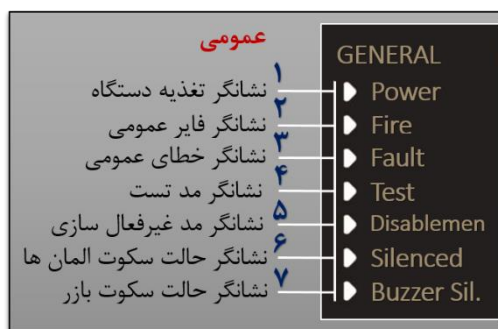 عمومی
GENERAL
۱ نشانگر تغذیه دستگاه
Power
۲ نشانگر فایر عمومی
Fire
۳ نشانگر خطای عمومی
Fault
۴ نشانگر مد تست
Test
۵ نشانگر مد غیرفعال سازی
Disablemen
۶ نشانگر حالت سکوت المان ها
Silenced
۷ نشانگر حالت سکوت بازر
Buzzer Sil.